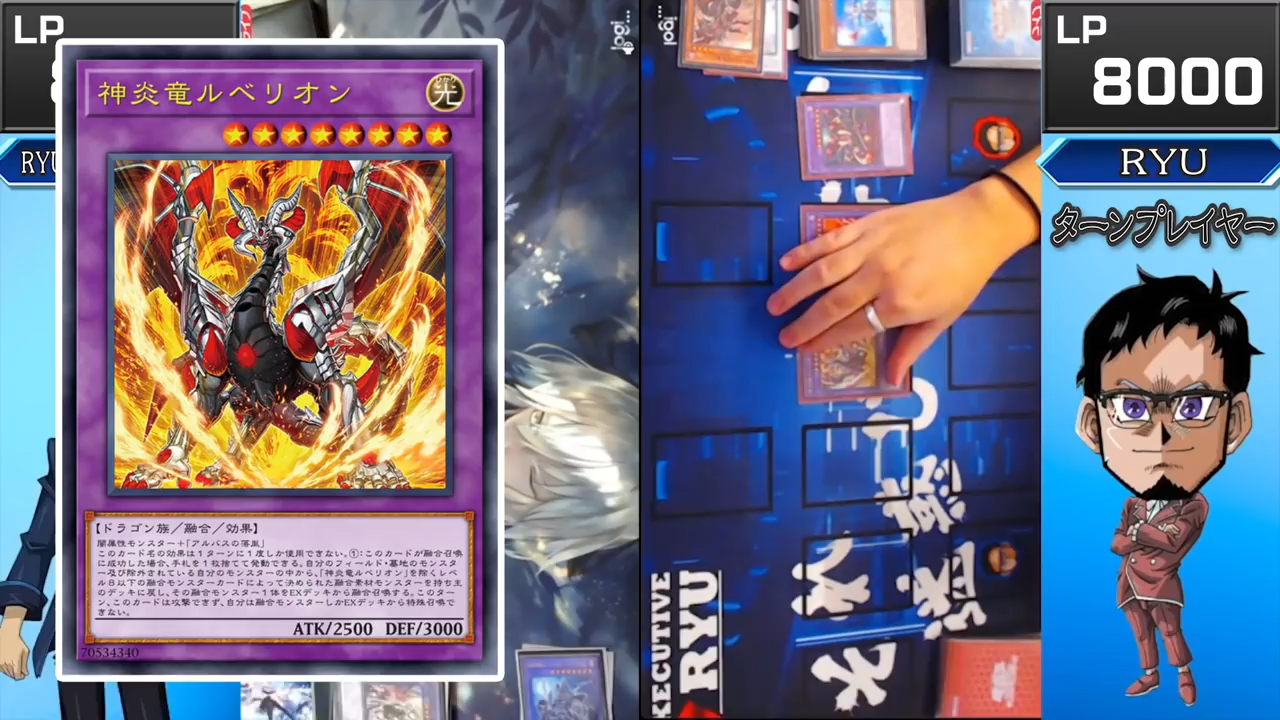 LP
神炎竜ルベリオン
光
【ドラゴン族／融合／効果】
闇属性モンスター＋「アルバスの落胤」
このカード名の効果は１ターンに１度しか使用できない。①：このカードが融合召喚
に成功した場合、手札を１枚捨てて発動できる。自分のフィールド・墓地のモンスタ
ー及び除外されている自分のモンスターの中から、「神炎竜ルベリオン」を除くレベ
ル８以下の融合モンスターカードによって決められた融合素材モンスターを持ち主
のデッキに戻し、その融合モンスター１体をEXデッキから融合召喚する。このター
ン、このカードは攻撃できず、自分は融合モンスターしかEXデッキから特殊召喚で
きない。
ATK/2500 DEF/3000
70534340
RYU
LP
8000
RYU
ターンプレイヤー
RYU